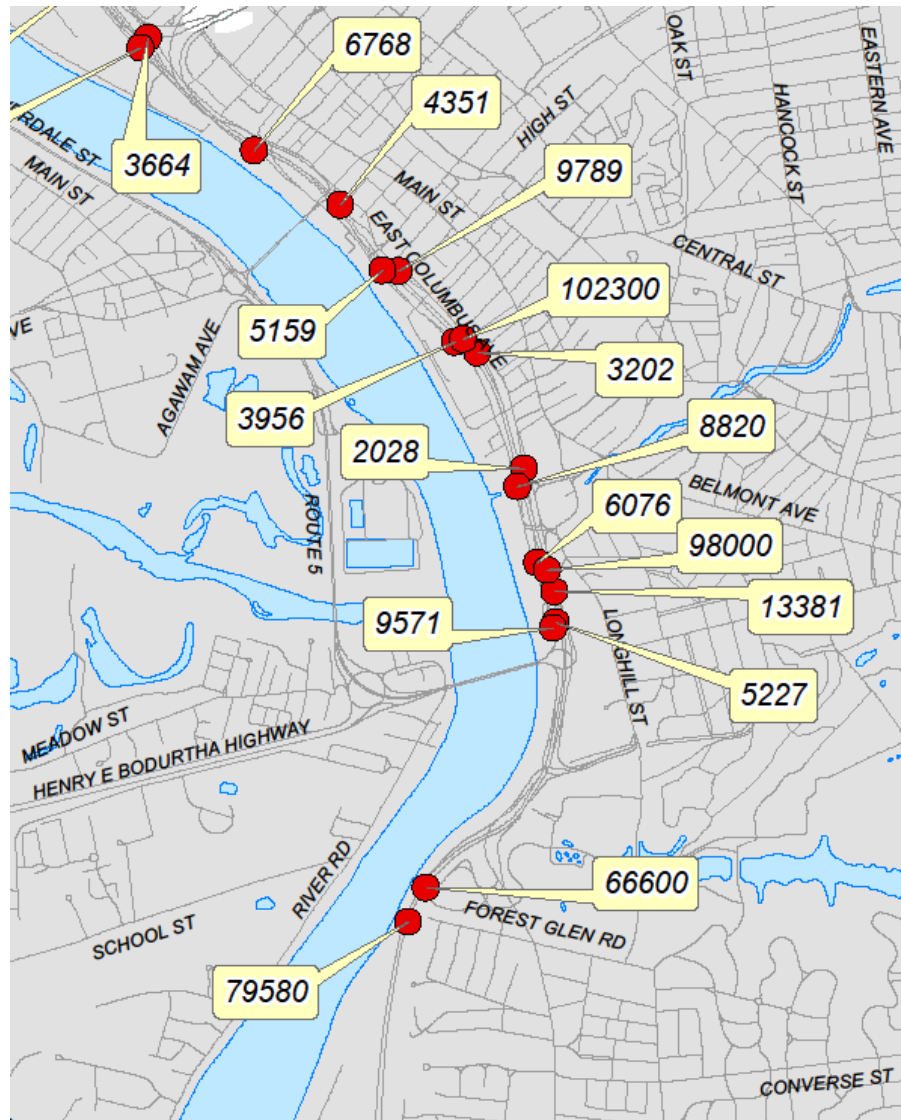 OAK ST
EASTERN AVE
6768
4351
HIGH ST
HANCOCK ST
3664
MAIN ST
MAIN ST
9789
EAST COLUMBUS AVE
CENTRAL ST
102300
5159
AGAWAM AVE
VE
3202
3956
2028
8820
BELMONT AVE
ROUTE 5
6076
98000
13381
9571
LONGHILL ST
5227
MEADOW ST
HENRY E BODURTHA HIGHWAY
RIVER RD
66600
SCHOOL ST
FOREST GLEN RD
79580
CONVERSE ST